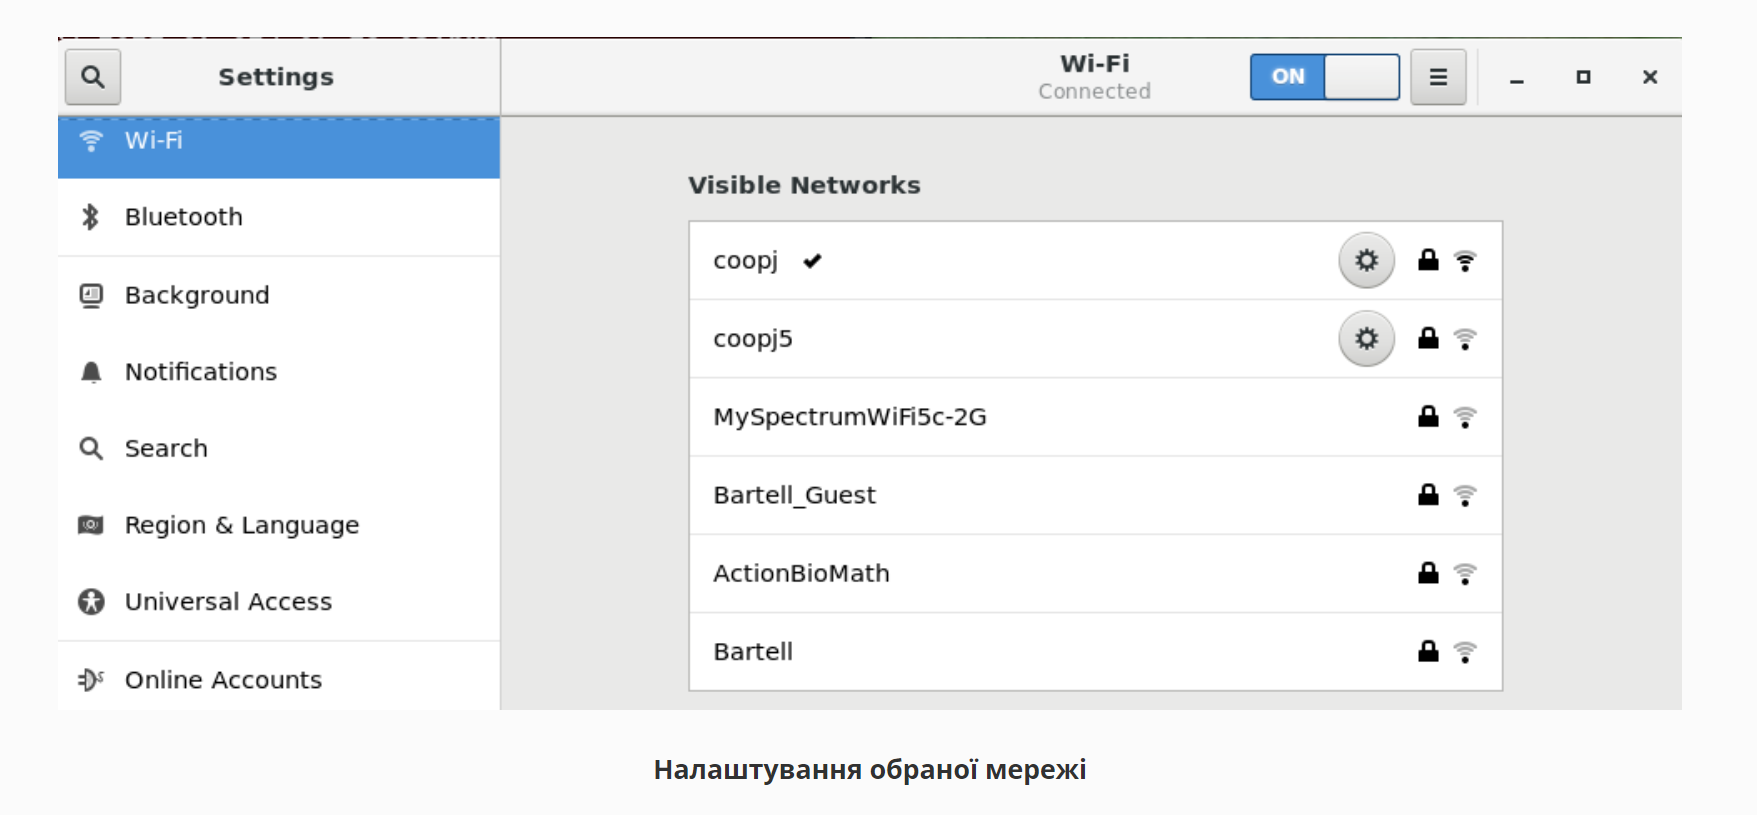 Settings
Wi-Fi
Connected
ON
Wi-Fi
Bluetooth
Background
Notifications
Search
Region & Language
Universal Access
Online Accounts
Visible Networks
coopj
coopj5
MySpectrumWiFi5c-2G
Bartell_Guest
ActionBioMath
Bartell
Налаштування обраної мережі